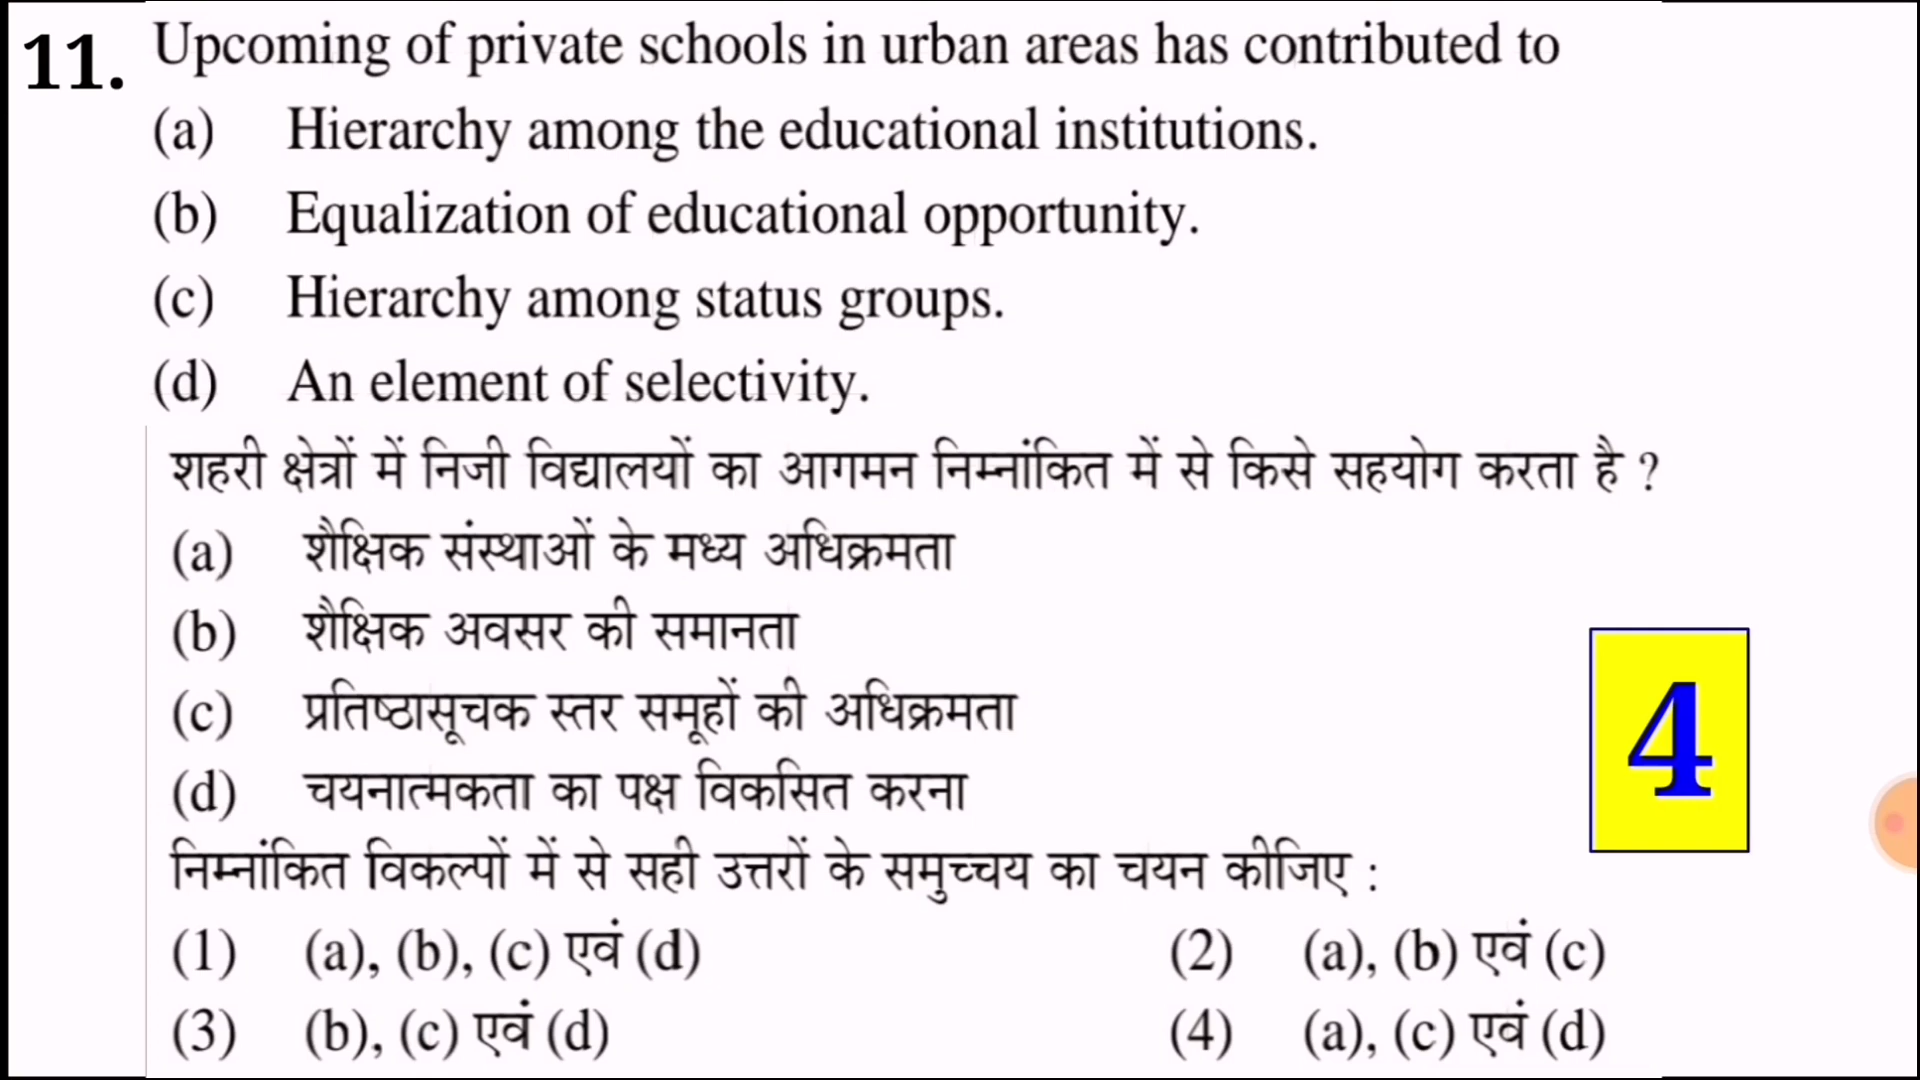 11. Upcoming of private schools in urban areas has contributed to
(a) Hierarchy among the educational institutions.
(b) Equalization of educational opportunity.
(c) Hierarchy among status groups.
(d) An element of selectivity.
शहरी क्षेत्रों में निजी विद्यालयों का आगमन निम्नांकित में से किसे सहयोग करता है ?
(a) शैक्षिक संस्थाओं के मध्य अधिक्रमता
(b) शैक्षिक अवसर की समानता
(c) प्रतिष्ठासूचक स्तर समूहों की अधिक्रमता
(d) चयनात्मकता का पक्ष विकसित करना
4
निम्नांकित विकल्पों में से सही उत्तरों के समुच्चय का चयन कीजिए :
(1) (a), (b), (c) एवं (d) (2) (a), (b) एवं (c)
(3) (b), (c) एवं (d) (4) (a), (c) एवं (d)